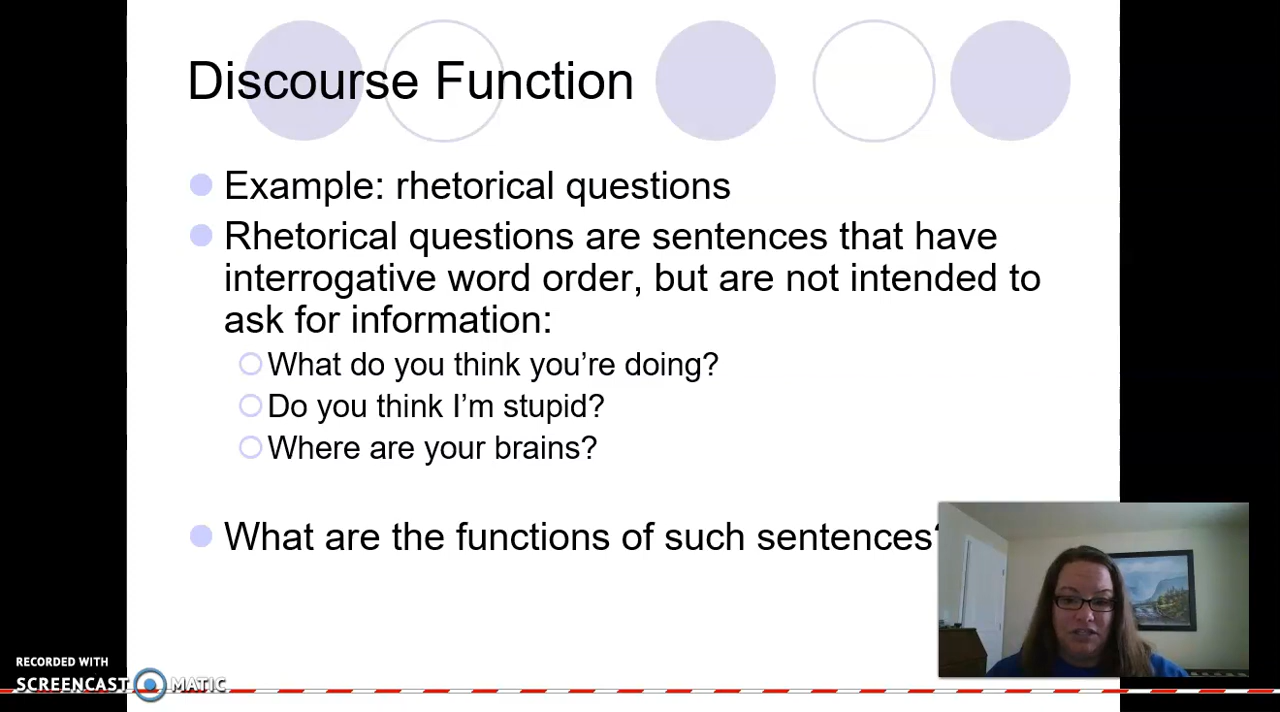 Discourse Function
Example: rhetorical questions
Rhetorical questions are sentences that have
interrogative word order, but are not intended to
ask for information:
What do you think you're doing?
Do you think I'm stupid?
Where are your brains?
What are the functions of such sentences?
RECORDED WITH
SCREENCAST MATIC